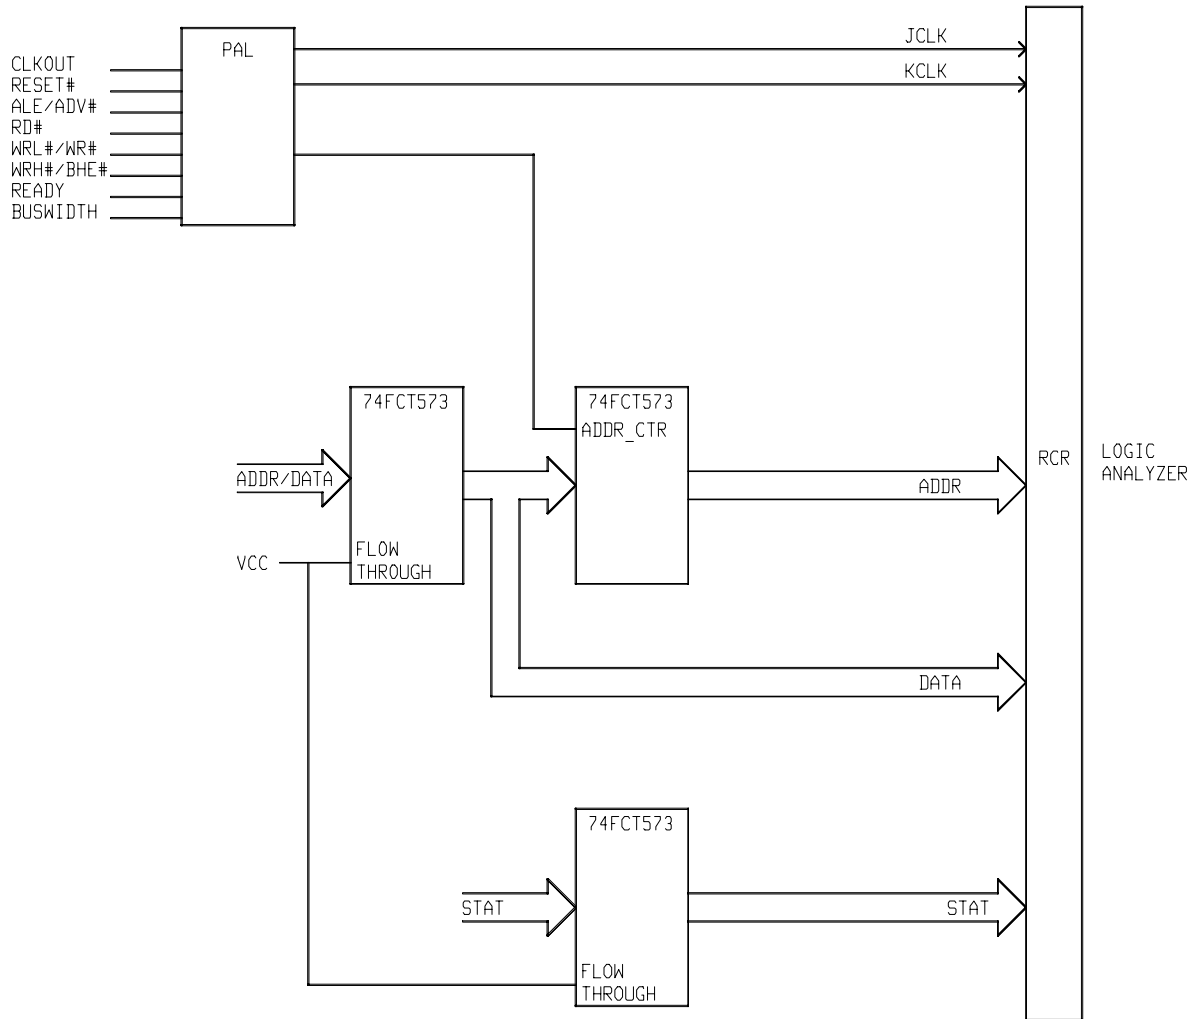 PAL
JCLK
KCLK
CLKOUT
RESET#
ALE/ADV#
RD#
WRL#/WR#
WRH#/BHE#
READY
BUSWIDTH
74FCT573
74FCT573
ADDR_CTR
ADDR/DATA
ADDR
RCR
LOGIC
ANALYZER
VCC
FLOW
THROUGH
DATA
74FCT573
STAT
STAT
FLOW
THROUGH